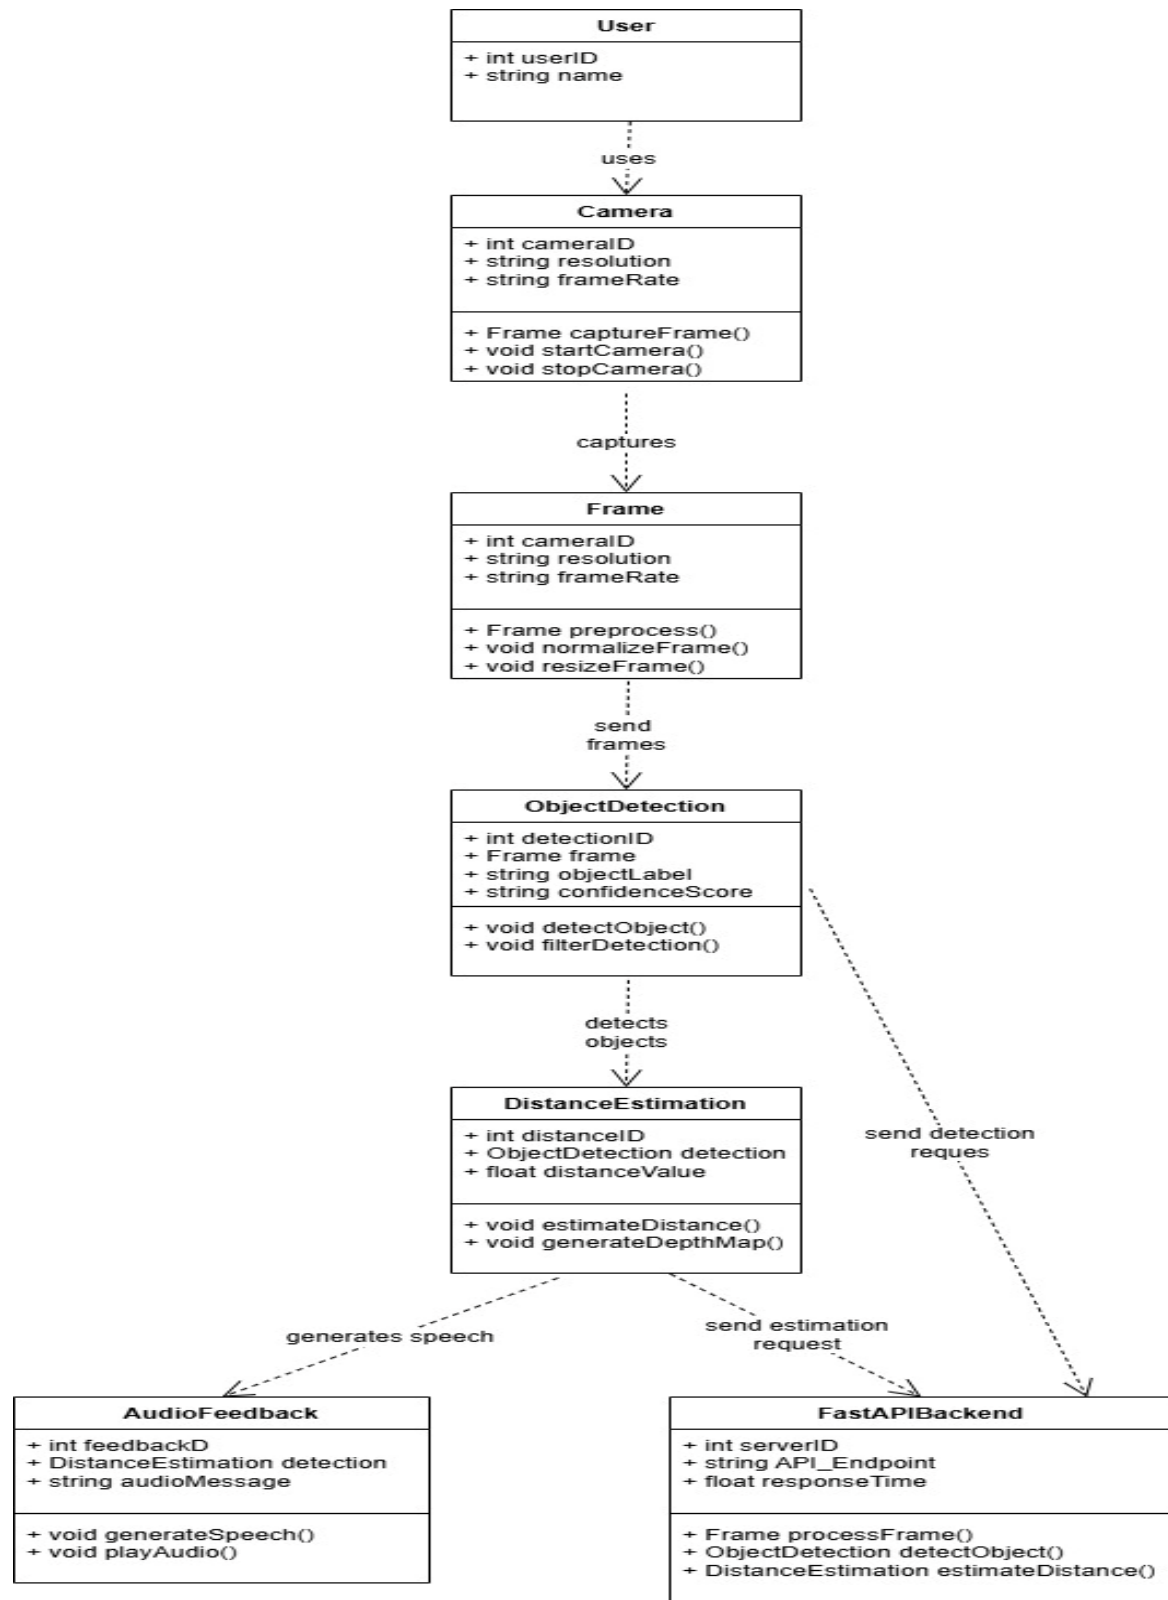 User
+ int userID
+ string name
uses
Camera
+ int cameraID
+ string resolution
+ string frameRate
+ Frame captureFrame()
+ void startCamera()
+ void stopCamera()
captures
Frame
+ int cameraID
+ string resolution
+ string frameRate
+ Frame preprocess()
+ void normalizeFrame()
+ void resizeFrame()
send
frames
ObjectDetection
+ int detectionID
+ Frame frame
+ string objectLabel
+ string confidenceScore
+ void detectObject()
+ void filterDetection()
detects
objects
DistanceEstimation
+ int distanceID
+ ObjectDetection detection
+ float distanceValue
+ void estimateDistance()
+ void generateDepthMap()
send detection
reques
generates speech
send estimation
request
AudioFeedback
+ int feedbackD
+ DistanceEstimation detection
+ string audioMessage
+ void generateSpeech()
+ void playAudio()
FastAPIBackend
+ int serverID
+ string API_Endpoint
+ float responseTime
+ Frame processFrame()
+ ObjectDetection detectObject()
+ DistanceEstimation estimateDistance()